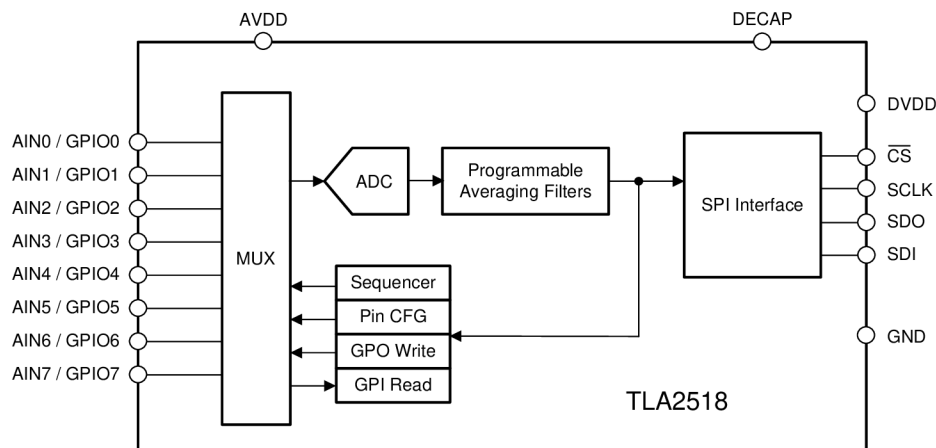 AVDD
DECAP
DVDD
AIN0 / GPIO0
AIN1 / GPIO1
AIN2 / GPIO2
AIN3 / GPIO3
AIN4 / GPIO4
AIN5 / GPIO5
AIN6 / GPIO6
AIN7 / GPIO7
MUX
ADC
Programmable
Averaging Filters
Sequencer
Pin CFG
GPO Write
GPI Read
SPI Interface
C̅S̅
SCLK
SDO
SDI
GND
TLA2518